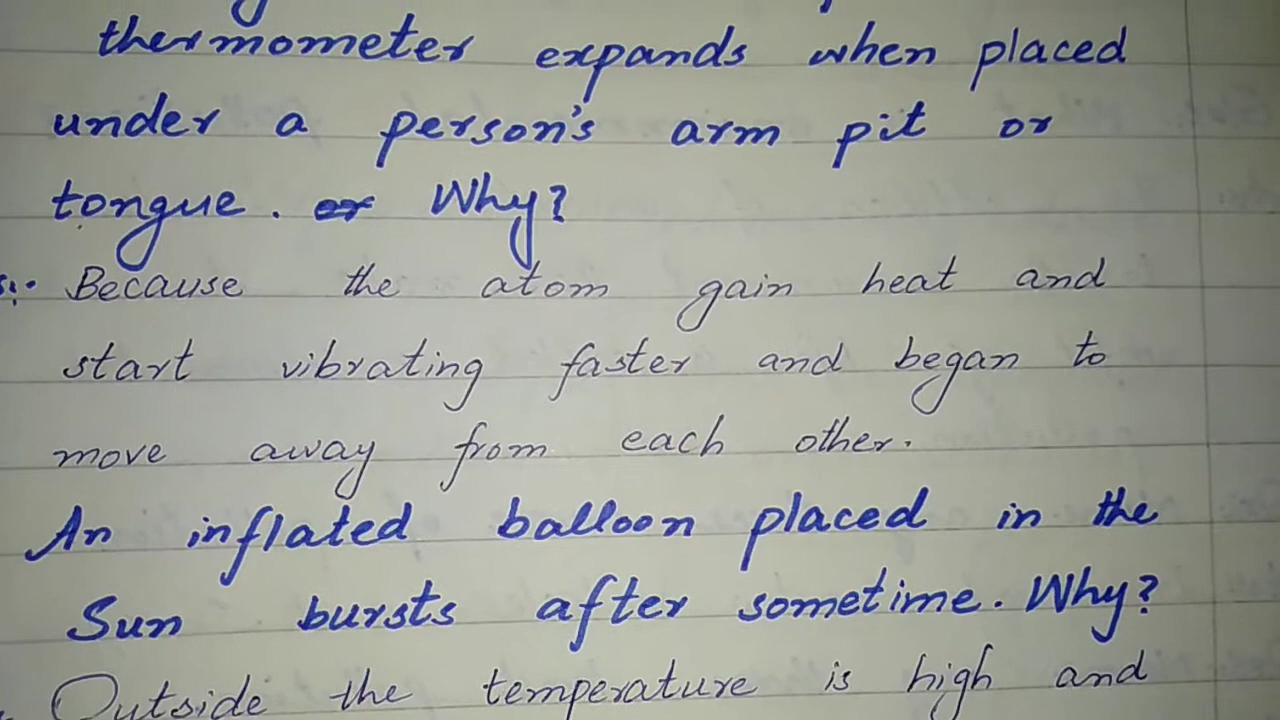 thermometer expands when placed
under a person's arm pit or
tongue. or Why?
s:- Because the atom gain heat and
start vibrating faster and began to
move away from each other.
An inflated balloon placed in the
Sun bursts after sometime. Why?
Outside the temperature is high and